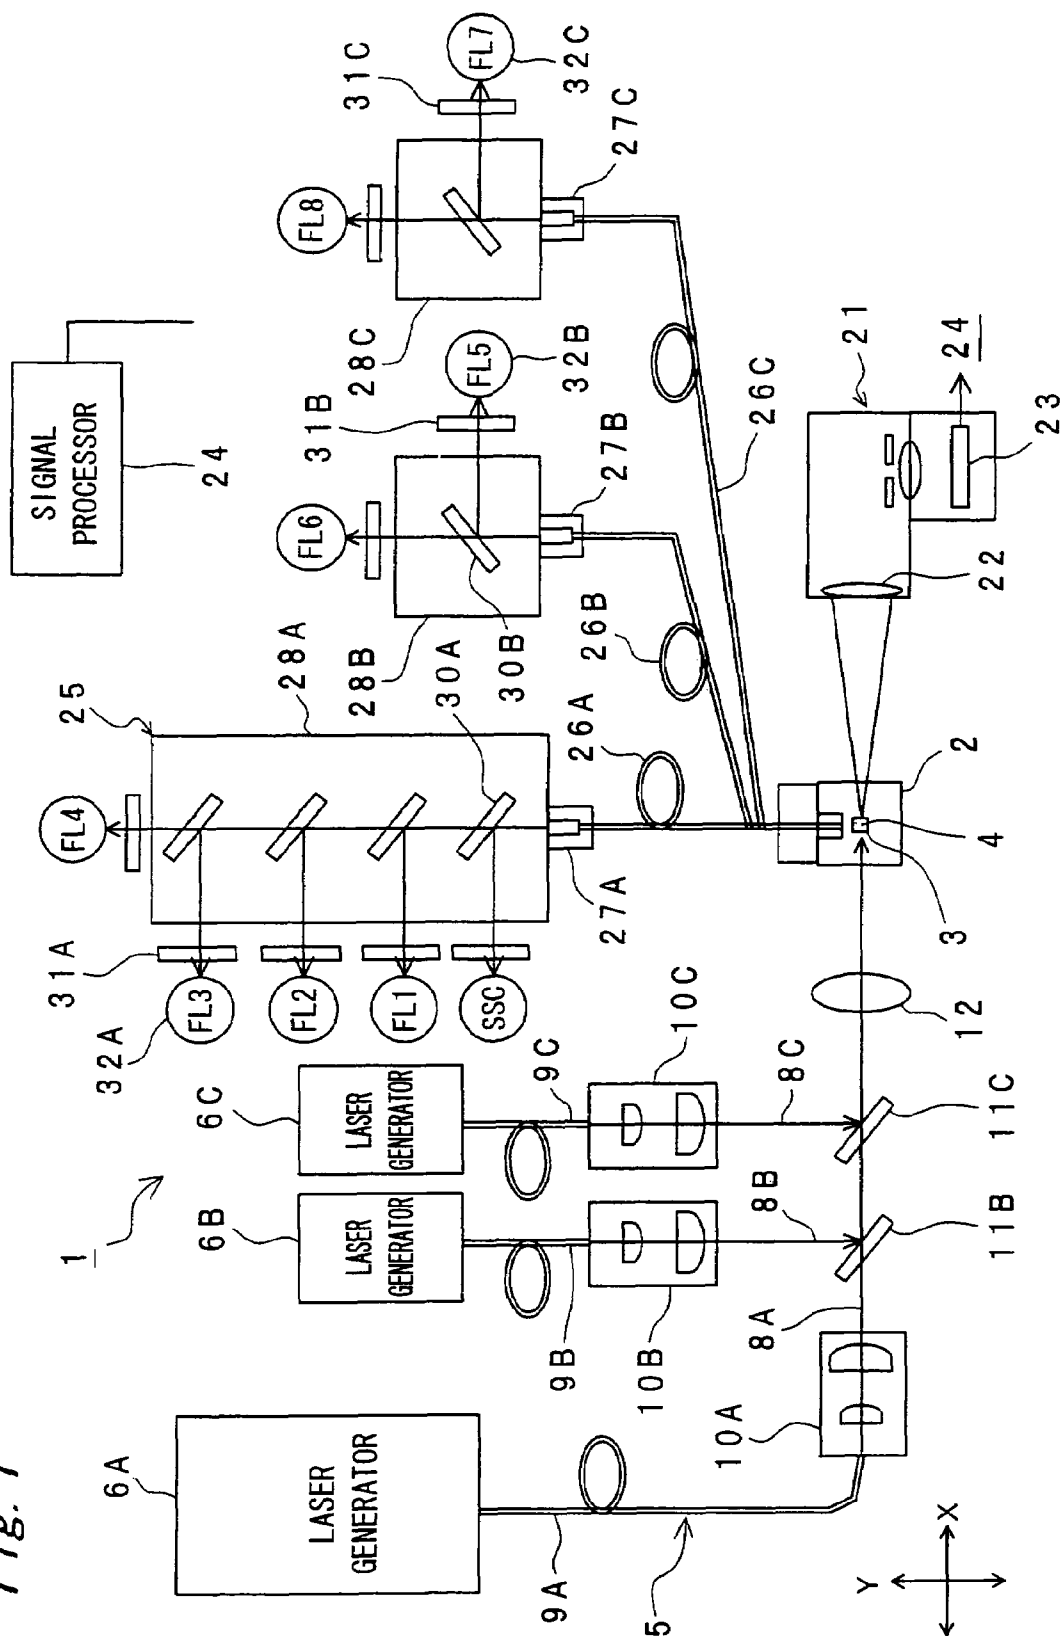 Fig. 1
1
SIGNAL
PROCESSOR
24
6A
LASER
GENERATOR
9A
5
6B
LASER
GENERATOR
9B
10B
8B
11B
6C
LASER
GENERATOR
9C
10C
8C
11C
10A
8A
12
32A
31A
FL3
FL2
FL1
SSC
FL4
25
28A
30A
27A
26A
FL6
28B
30B
31B
FL5
32B
27B
26B
FL8
28C
31C
FL7
32C
27C
26C
2
3
4
21
22
23
24
Y
X